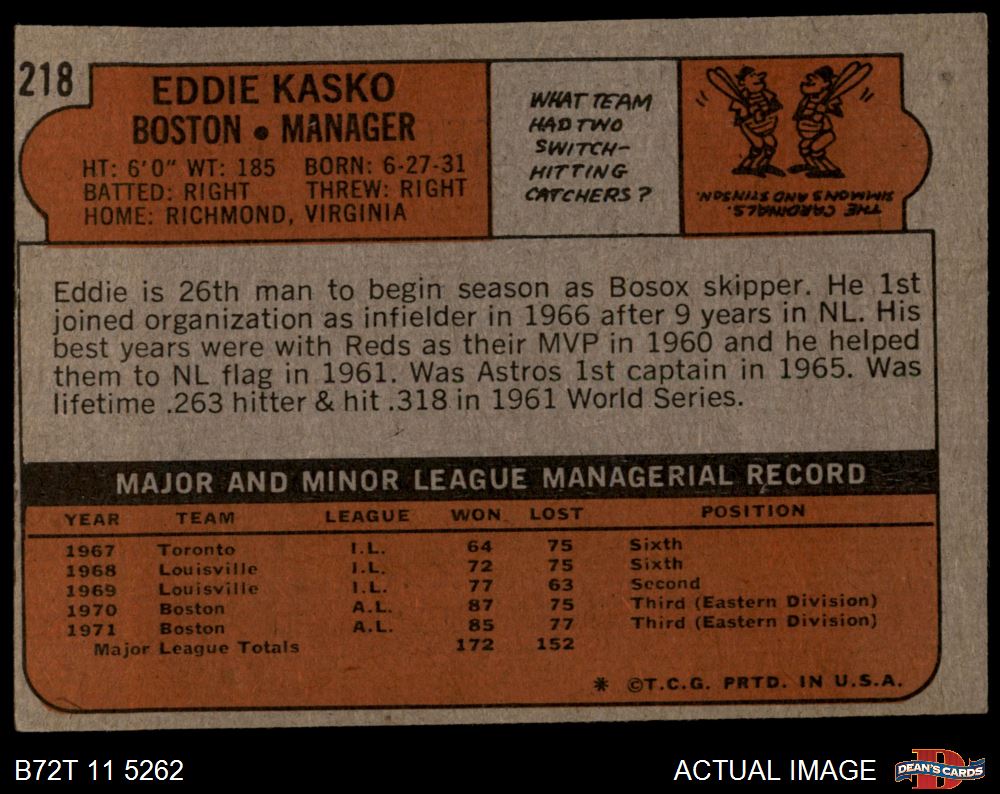 218
EDDIE KASKO
BOSTON • MANAGER
HT: 6'0" WT: 185 BORN: 6-27-31
BATTED: RIGHT THREW: RIGHT
HOME: RICHMOND, VIRGINIA
WHAT TEAM
HAD TWO
SWITCH-
HITTING
CATCHERS?
THE CARDINALS.
SIMMONS AND STINSON.
Eddie is 26th man to begin season as Bosox skipper. He 1st
joined organization as infielder in 1966 after 9 years in NL. His
best years were with Reds as their MVP in 1960 and he helped
them to NL flag in 1961. Was Astros 1st captain in 1965. Was
lifetime .263 hitter & hit .318 in 1961 World Series.
MAJOR AND MINOR LEAGUE MANAGERIAL RECORD
YEAR TEAM LEAGUE WON LOST POSITION
1967 Toronto I.L. 64 75 Sixth
1968 Louisville I.L. 72 75 Sixth
1969 Louisville I.L. 77 63 Second
1970 Boston A.L. 87 75 Third (Eastern Division)
1971 Boston A.L. 85 77 Third (Eastern Division)
Major League Totals 172 152
* ©T.C.G. PRTD. IN U.S.A.
B72T 11 5262
ACTUAL IMAGE
DEAN'S CARDS